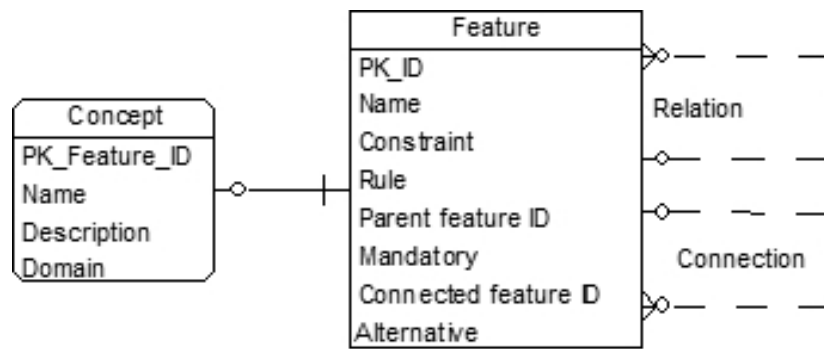 Concept
PK_Feature_ID
Name
Description
Domain
Feature
PK_ID
Name
Constraint
Rule
Parent feature ID
Mandatory
Connected feature ID
Alternative
Relation
Connection